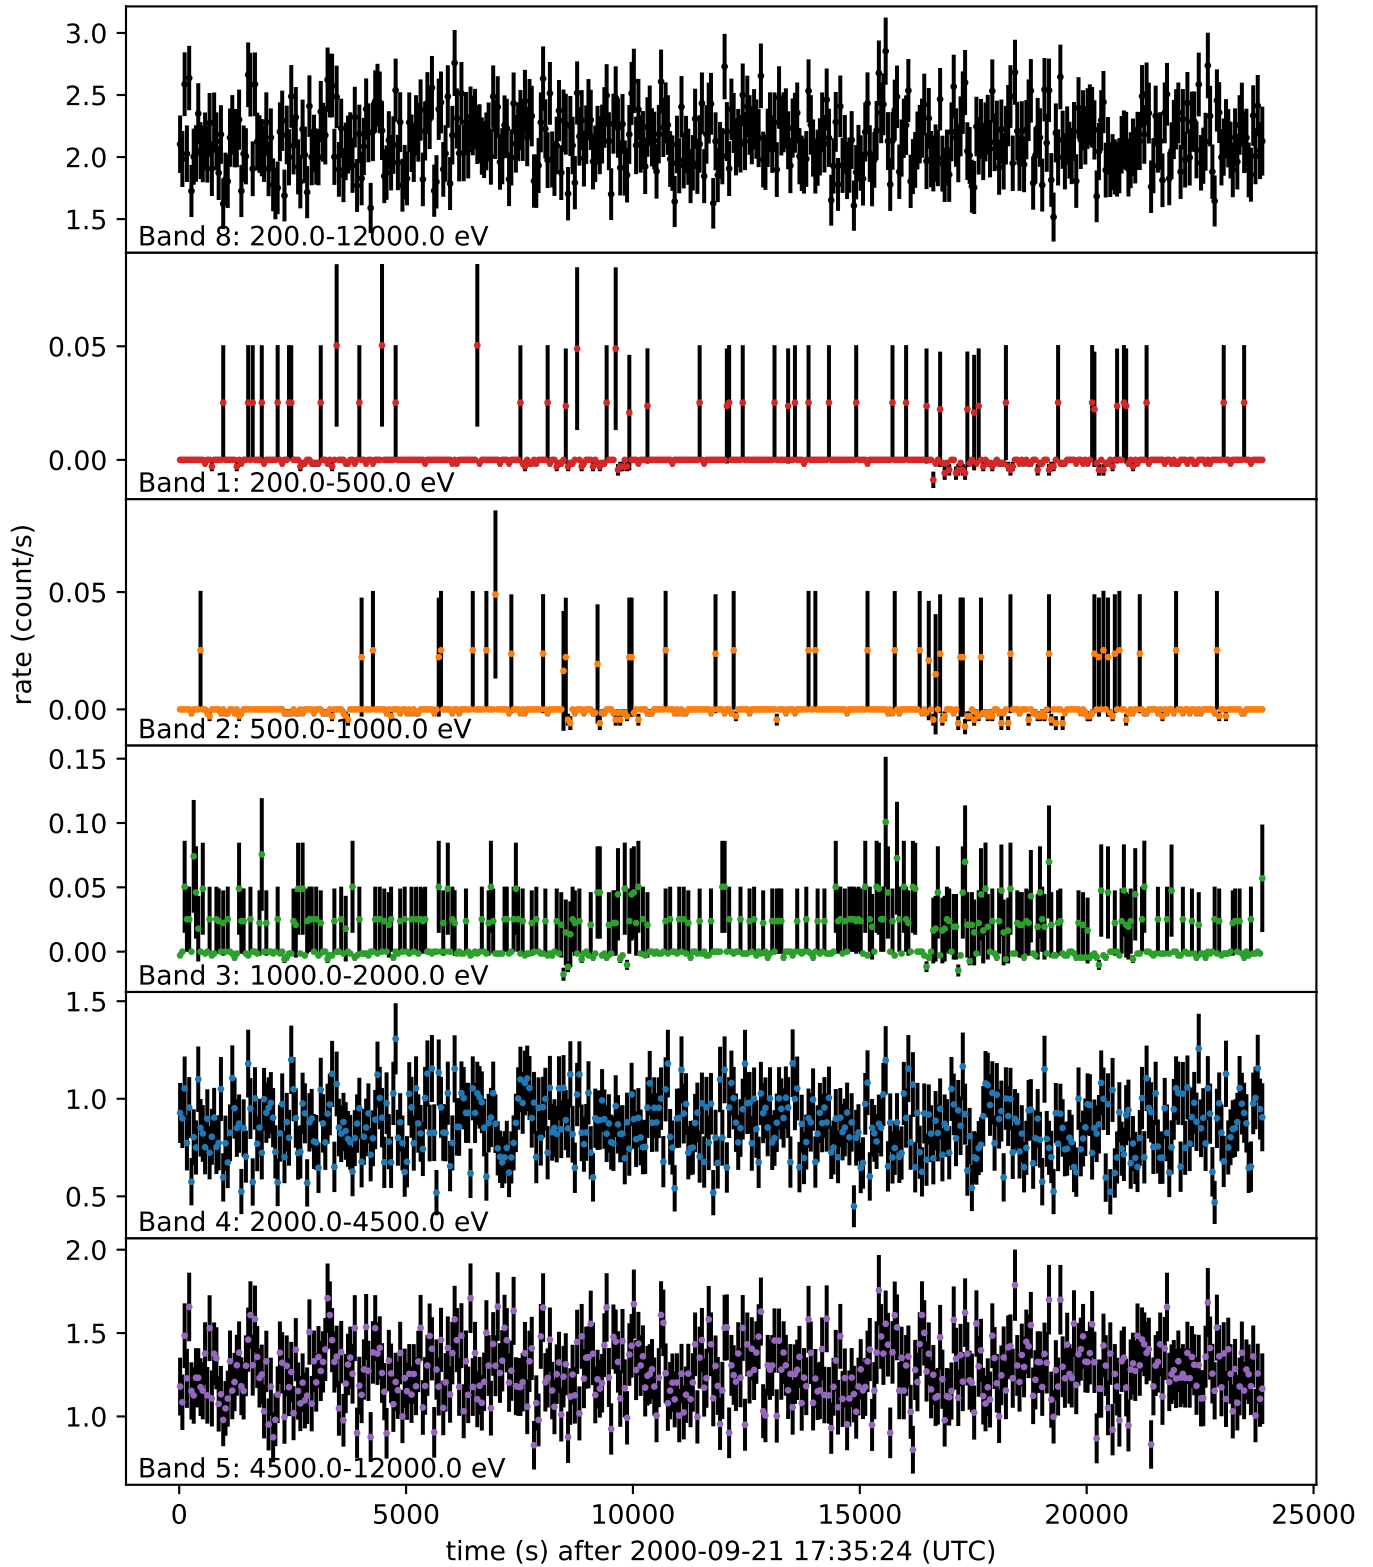 3.0
2.5
2.0
1.5
Band 8: 200.0-12000.0 eV
0.05
0.00
Band 1: 200.0-500.0 eV
0.05
0.00
Band 2: 500.0-1000.0 eV
0.15
0.10
0.05
0.00
Band 3: 1000.0-2000.0 eV
1.5
1.0
0.5
Band 4: 2000.0-4500.0 eV
2.0
1.5
1.0
Band 5: 4500.0-12000.0 eV
rate (count/s)
0 5000 10000 15000 20000 25000
time (s) after 2000-09-21 17:35:24 (UTC)